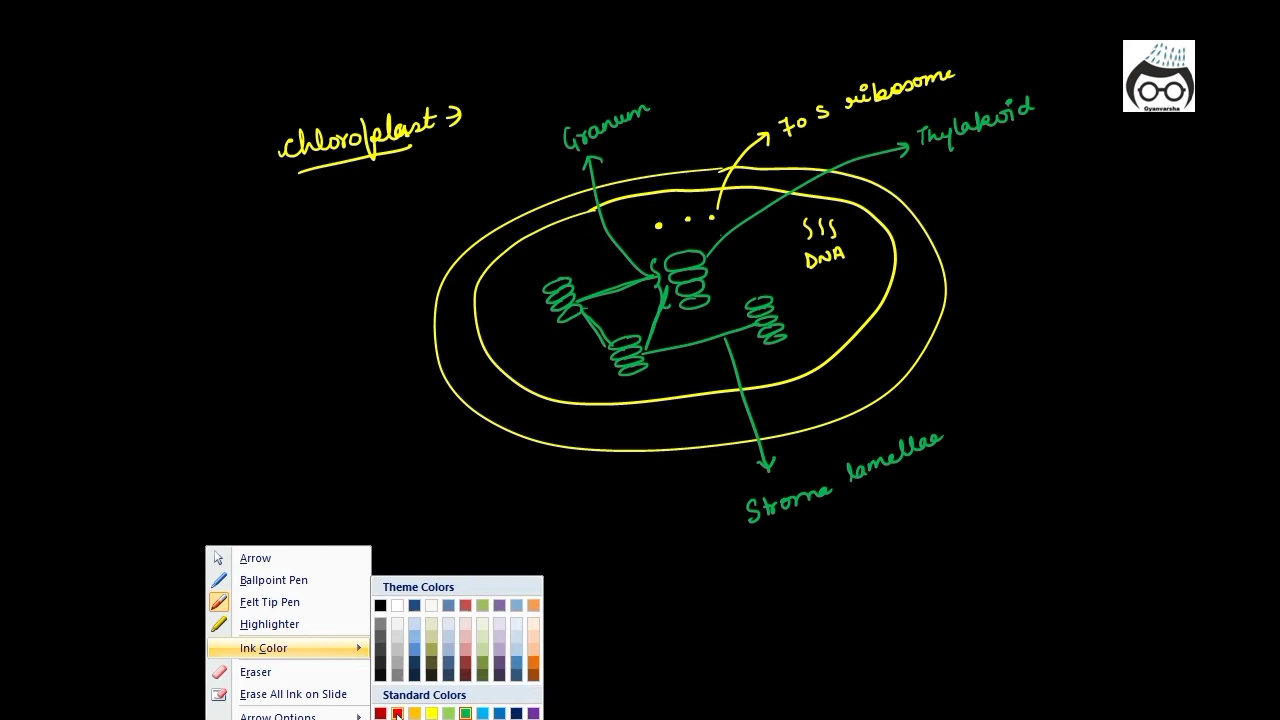 Gyanvarsha
70 S ribosome
Thylakoid
Granum
chloroplast →
DNA
Stroma lamellae
Arrow
Ballpoint Pen
Felt Tip Pen
Highlighter
Ink Color
Eraser
Erase All Ink on Slide
Arrow Options
Theme Colors
Standard Colors